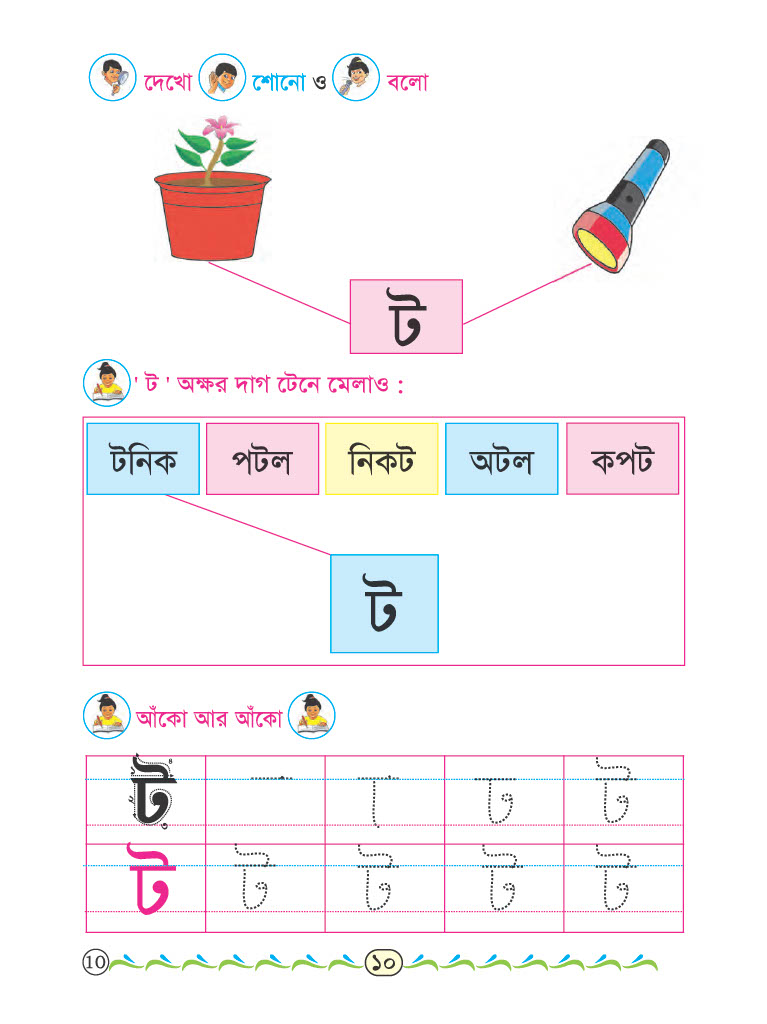 দেখো শোনো ও বলো
ট
' ট ' অক্ষর দাগ টেনে মেলাও :
টনিক পটল নিকট অটল কপট
ট
আঁকো আর আঁকো
ট ট ট
ট ট ট ট ট
10 ১০